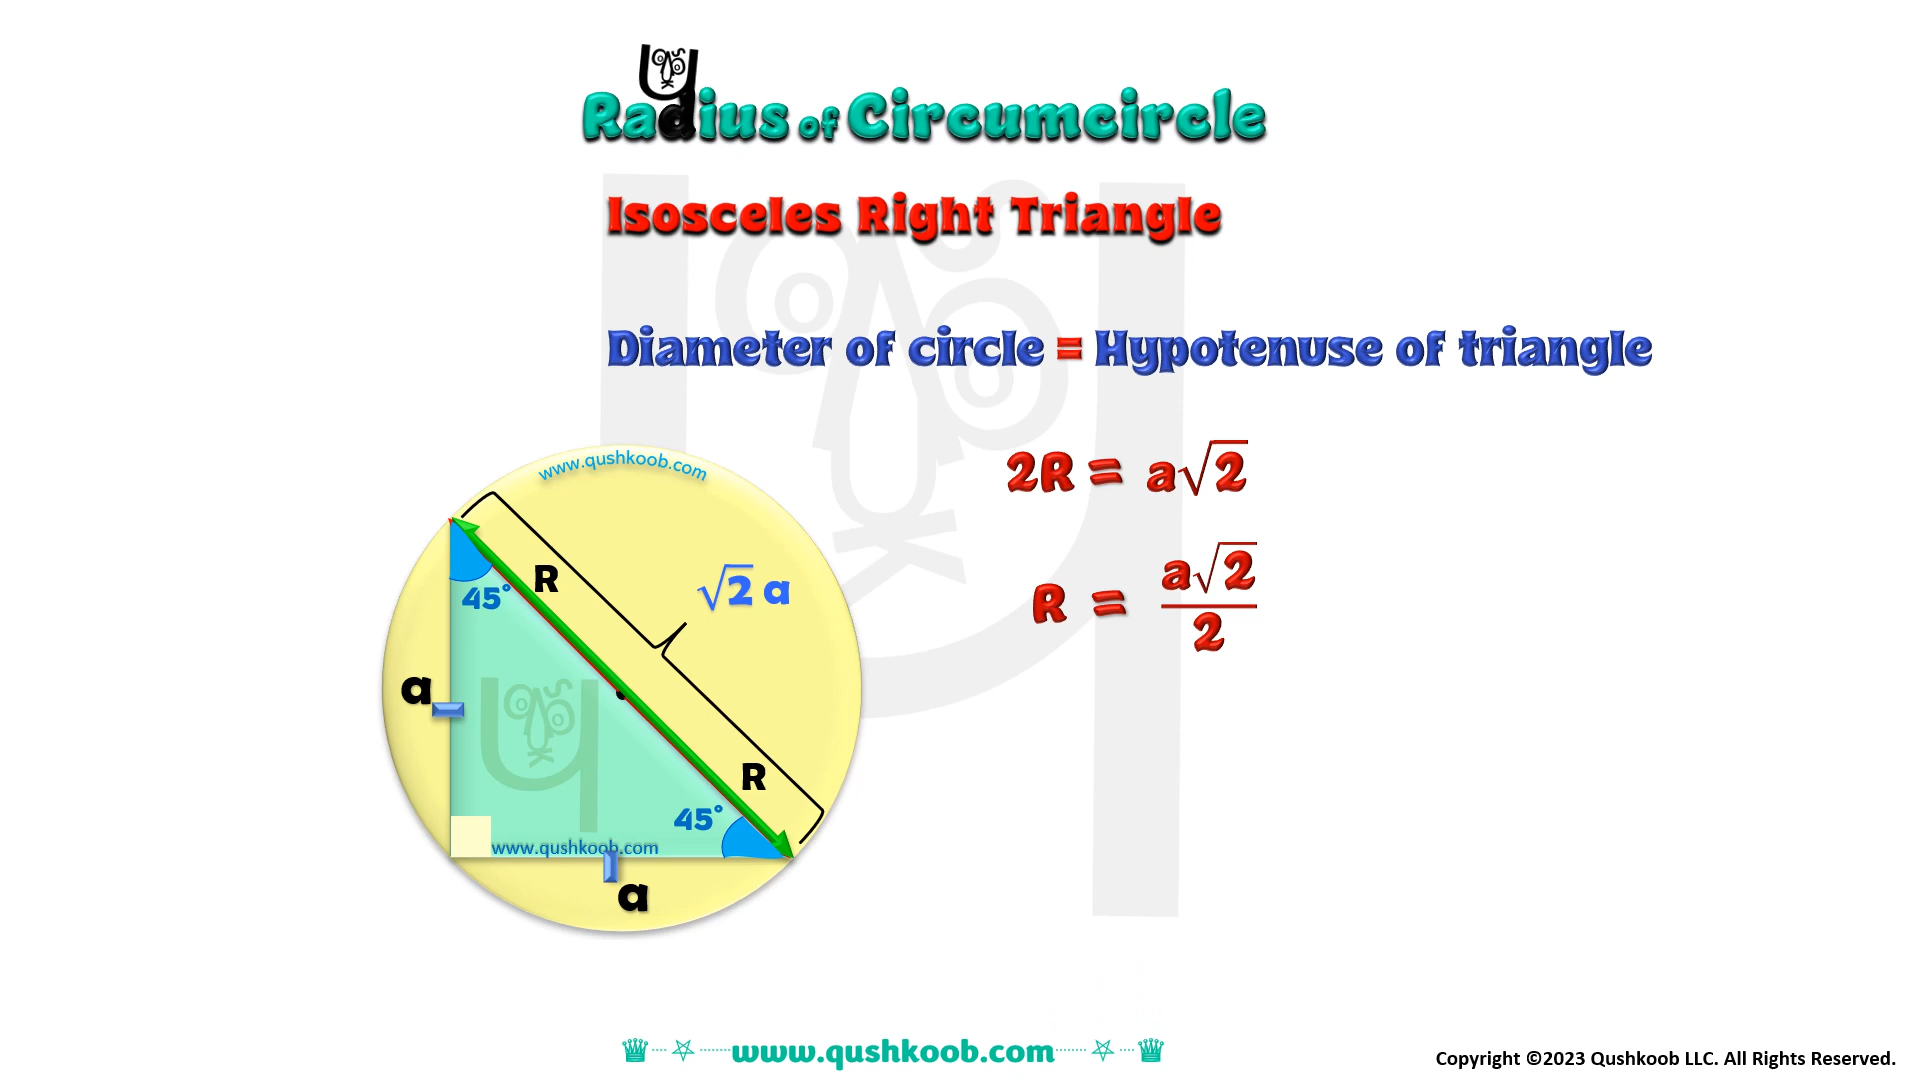 Radius of Circumcircle
Isosceles Right Triangle
Diameter of circle = Hypotenuse of triangle
www.qushkoob.com
2R = a√2
R = a√2/2
√2 a
R
45°
a
R
45°
www.qushkoob.com
a
www.qushkoob.com
Copyright ©2023 Qushkoob LLC. All Rights Reserved.